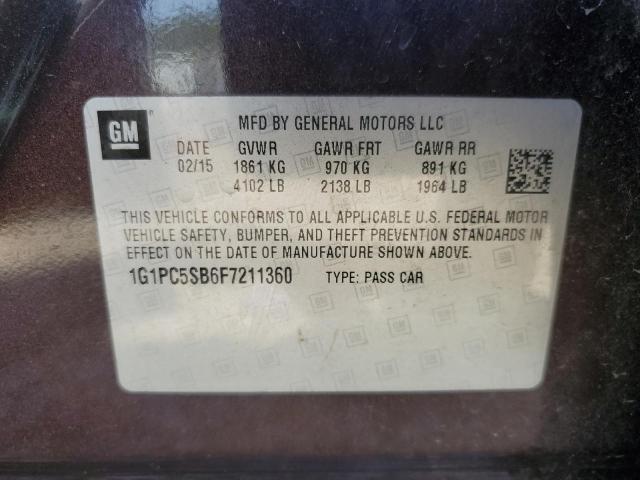 GM
MFD BY GENERAL MOTORS LLC
DATE GVWR GAWR FRT GAWR RR
02/15 1861 KG 970 KG 891 KG
4102 LB 2138 LB 1964 LB
THIS VEHICLE CONFORMS TO ALL APPLICABLE U.S. FEDERAL MOTOR
VEHICLE SAFETY, BUMPER, AND THEFT PREVENTION STANDARDS IN
EFFECT ON THE DATE OF MANUFACTURE SHOWN ABOVE.
1G1PC5SB6F7211360 TYPE: PASS CAR